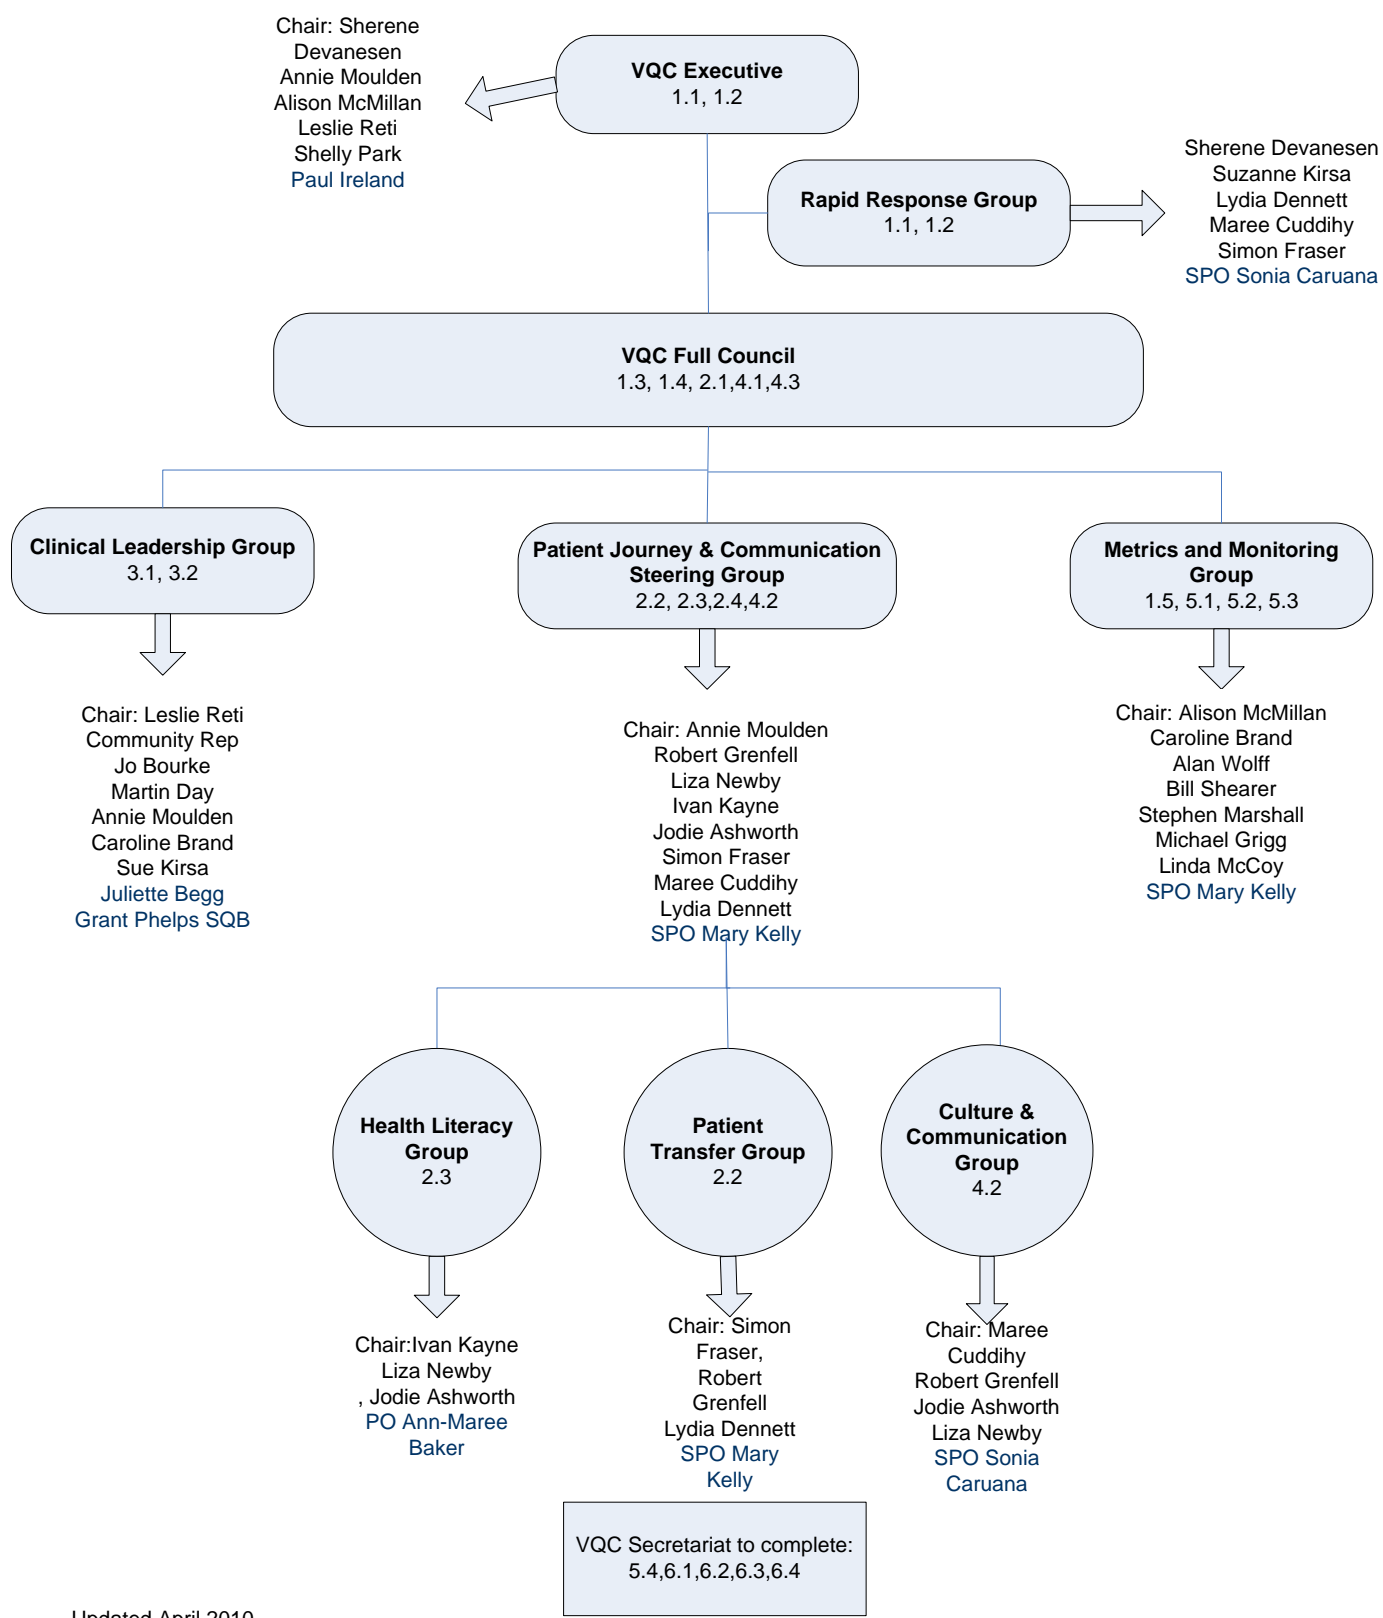 Chair: Sherene
Devanesen
Annie Moulden
Alison McMillan
Leslie Reti
Shelly Park
Paul Ireland
VQC Executive
1.1, 1.2
Rapid Response Group
1.1, 1.2
Sherene Devanesen
Suzanne Kirsa
Lydia Dennett
Maree Cuddihy
Simon Fraser
SPO Sonia Caruana
VQC Full Council
1.3, 1.4, 2.1,4.1,4.3
Clinical Leadership Group
3.1, 3.2
Patient Journey & Communication
Steering Group
2.2, 2.3,2.4,4.2
Metrics and Monitoring
Group
1.5, 5.1, 5.2, 5.3
Chair: Leslie Reti
Community Rep
Jo Bourke
Martin Day
Annie Moulden
Caroline Brand
Sue Kirsa
Juliette Begg
Grant Phelps SQB
Chair: Annie Moulden
Robert Grenfell
Liza Newby
Ivan Kayne
Jodie Ashworth
Simon Fraser
Maree Cuddihy
Lydia Dennett
SPO Mary Kelly
Chair: Alison McMillan
Caroline Brand
Alan Wolff
Bill Shearer
Stephen Marshall
Michael Grigg
Linda McCoy
SPO Mary Kelly
Health Literacy
Group
2.3
Patient
Transfer Group
2.2
Culture &
Communication
Group
4.2
Chair:Ivan Kayne
Liza Newby
, Jodie Ashworth
PO Ann-Maree
Baker
Chair: Simon
Fraser,
Robert
Grenfell
Lydia Dennett
SPO Mary
Kelly
Chair: Maree
Cuddihy
Robert Grenfell
Jodie Ashworth
Liza Newby
SPO Sonia
Caruana
VQC Secretariat to complete:
5.4,6.1,6.2,6.3,6.4
Updated April 2010